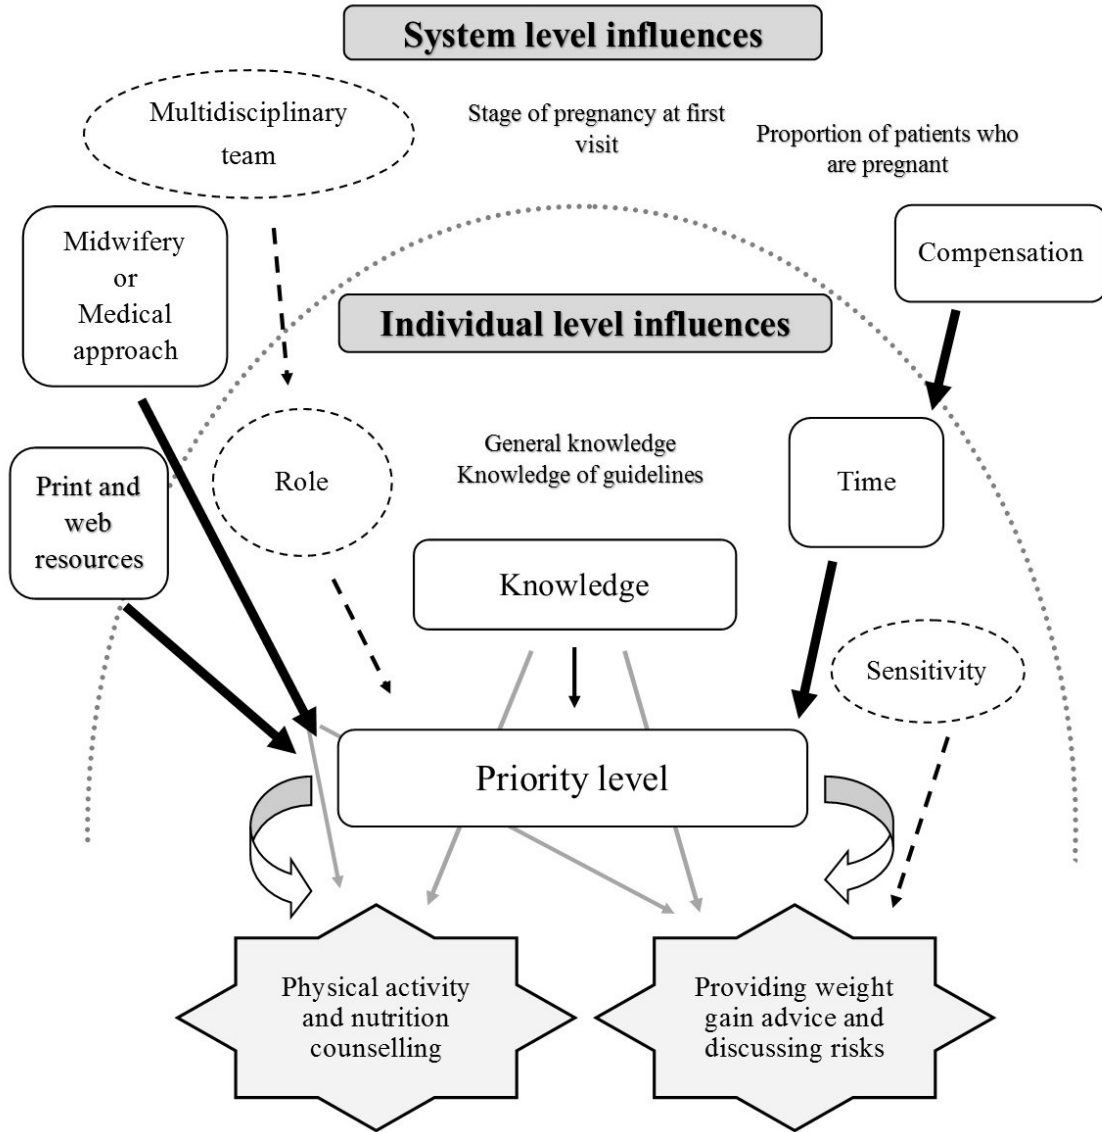 System level influences
Multidisciplinary
team
Stage of pregnancy at first
visit
Proportion of patients who
are pregnant
Midwifery
or
Medical
approach
Compensation
Individual level influences
Print and
web
resources
Role
General knowledge
Knowledge of guidelines
Time
Knowledge
Sensitivity
Priority level
Physical activity
and nutrition
counselling
Providing weight
gain advice and
discussing risks